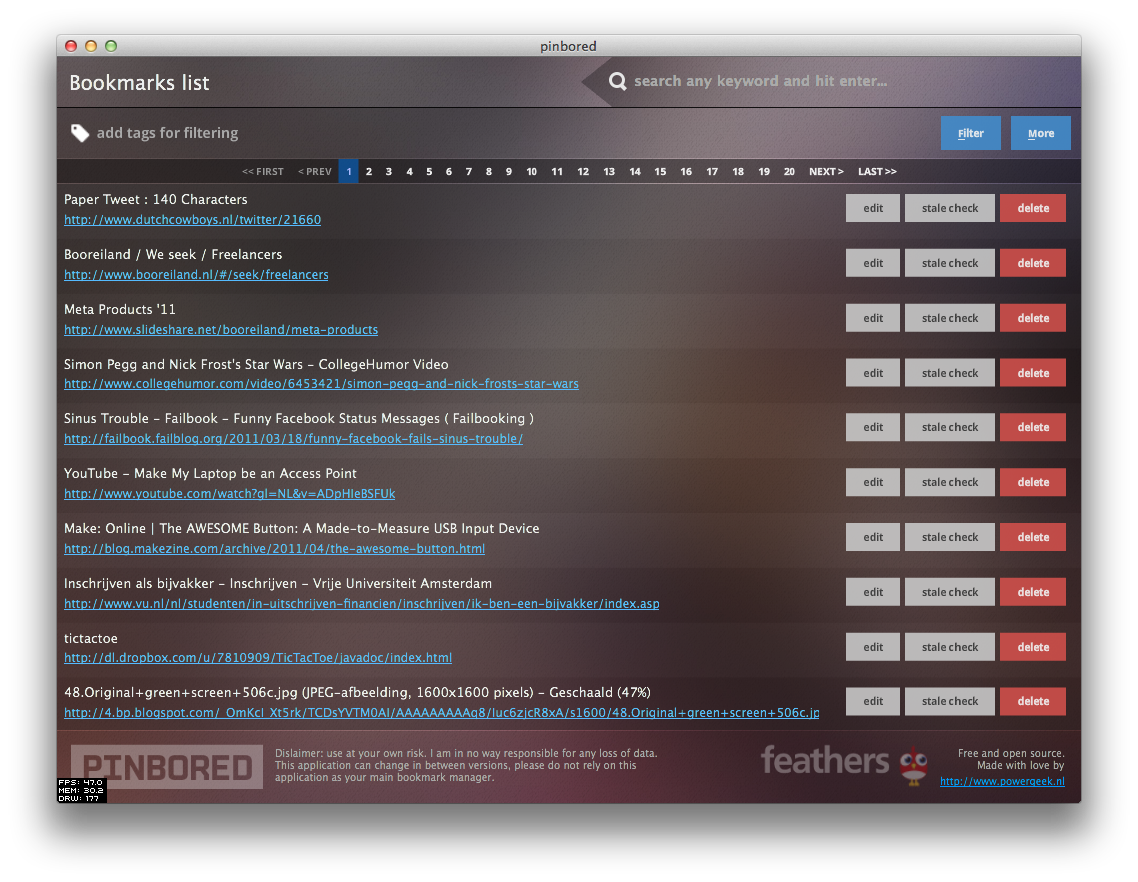 pinbored
Bookmarks list
search any keyword and hit enter...
add tags for filtering
Filter
More
<< FIRST < PREV 1 2 3 4 5 6 7 8 9 10 11 12 13 14 15 16 17 18 19 20 NEXT > LAST >>
Paper Tweet : 140 Characters
http://www.dutchcowboys.nl/twitter/21660
edit stale check delete
Booreiland / We seek / Freelancers
http://www.booreiland.nl/#/seek/freelancers
edit stale check delete
Meta Products '11
http://www.slideshare.net/booreiland/meta-products
edit stale check delete
Simon Pegg and Nick Frost's Star Wars - CollegeHumor Video
http://www.collegehumor.com/video/6453421/simon-pegg-and-nick-frosts-star-wars
edit stale check delete
Sinus Trouble - Failbook - Funny Facebook Status Messages ( Failbooking )
http://failbook.failblog.org/2011/03/18/funny-facebook-fails-sinus-trouble/
edit stale check delete
YouTube - Make My Laptop be an Access Point
http://www.youtube.com/watch?gl=NL&v=ADpHIeBSFUk
edit stale check delete
Make: Online | The AWESOME Button: A Made-to-Measure USB Input Device
http://blog.makezine.com/archive/2011/04/the-awesome-button.html
edit stale check delete
Inschrijven als bijvakker - Inschrijven - Vrije Universiteit Amsterdam
http://www.vu.nl/nl/studenten/in-uitschrijven-financien/inschrijven/ik-ben-een-bijvakker/index.asp
edit stale check delete
tictactoe
http://dl.dropbox.com/u/7810909/TicTacToe/javadoc/index.html
edit stale check delete
48.Original+green+screen+506c.jpg (JPEG-afbeelding, 1600x1600 pixels) - Geschaald (47%)
http://4.bp.blogspot.com/_OmKcI_Xt5rk/TCDsYVTM0AI/AAAAAAAAAg8/Iuc6zjcR8xA/s1600/48.Original+green+screen+506c.jp
edit stale check delete
PINBORED
Dislaimer: use at your own risk. I am in no way responsible for any loss of data.
This application can change in between versions, please do not rely on this
application as your main bookmark manager.
feathers
Free and open source.
Made with love by
http://www.powergeek.nl
FPS: 47.0
MEM: 30.2
DRW: 177